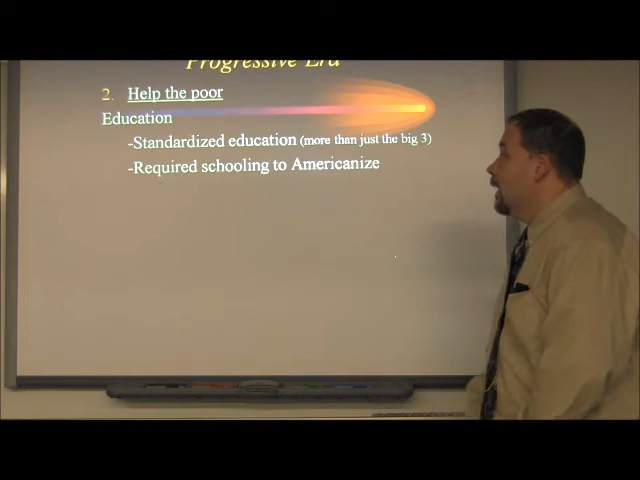 Progressive Era
2. Help the poor
Education
-Standardized education (more than just the big 3)
-Required schooling to Americanize